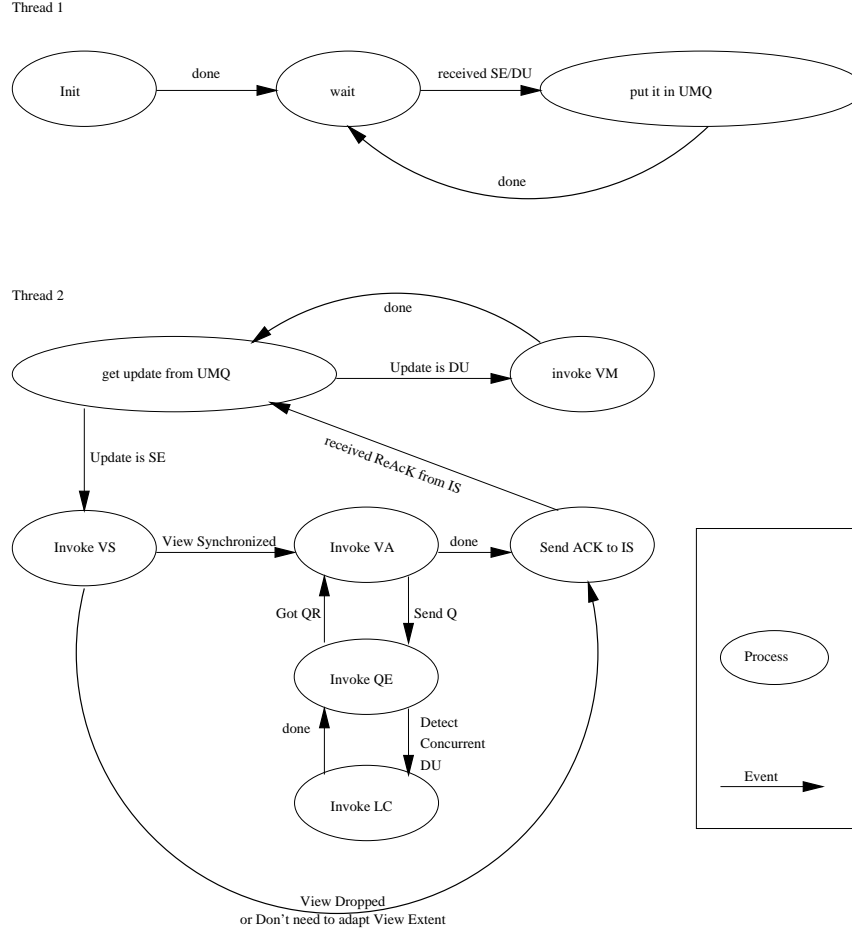 Thread 1
Init
done
wait
received SE/DU
put it in UMQ
done
Thread 2
done
get update from UMQ
Update is DU
invoke VM
received ReAcK from IS
Update is SE
Invoke VS
View Synchronized
Invoke VA
done
Send ACK to IS
Got QR
Send Q
Invoke QE
done
Detect
Concurrent
DU
Invoke LC
View Dropped
or Don't need to adapt View Extent
Process
Event